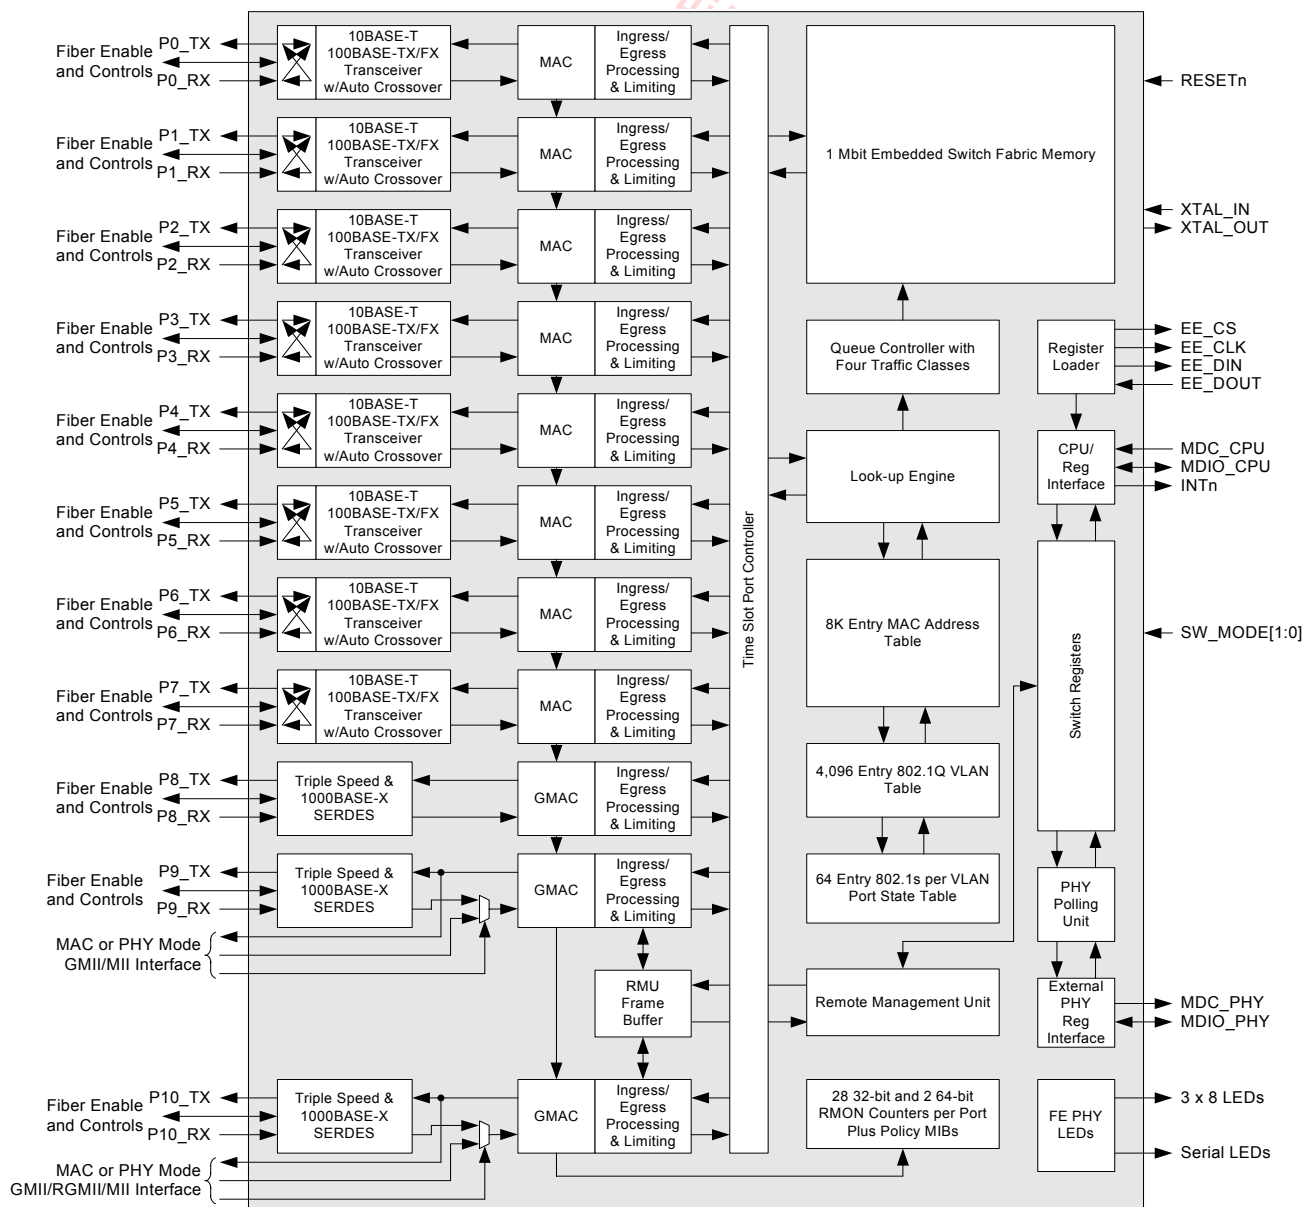 Fiber Enable
and Controls
P0_TX
P0_RX
10BASE-T
100BASE-TX/FX
Transceiver
w/Auto Crossover
MAC
Ingress/
Egress
Processing
& Limiting
Fiber Enable
and Controls
P1_TX
P1_RX
10BASE-T
100BASE-TX/FX
Transceiver
w/Auto Crossover
MAC
Ingress/
Egress
Processing
& Limiting
Fiber Enable
and Controls
P2_TX
P2_RX
10BASE-T
100BASE-TX/FX
Transceiver
w/Auto Crossover
MAC
Ingress/
Egress
Processing
& Limiting
Fiber Enable
and Controls
P3_TX
P3_RX
10BASE-T
100BASE-TX/FX
Transceiver
w/Auto Crossover
MAC
Ingress/
Egress
Processing
& Limiting
Fiber Enable
and Controls
P4_TX
P4_RX
10BASE-T
100BASE-TX/FX
Transceiver
w/Auto Crossover
MAC
Ingress/
Egress
Processing
& Limiting
Fiber Enable
and Controls
P5_TX
P5_RX
10BASE-T
100BASE-TX/FX
Transceiver
w/Auto Crossover
MAC
Ingress/
Egress
Processing
& Limiting
Fiber Enable
and Controls
P6_TX
P6_RX
10BASE-T
100BASE-TX/FX
Transceiver
w/Auto Crossover
MAC
Ingress/
Egress
Processing
& Limiting
Fiber Enable
and Controls
P7_TX
P7_RX
10BASE-T
100BASE-TX/FX
Transceiver
w/Auto Crossover
MAC
Ingress/
Egress
Processing
& Limiting
Fiber Enable
and Controls
P8_TX
P8_RX
Triple Speed &
1000BASE-X
SERDES
GMAC
Ingress/
Egress
Processing
& Limiting
Fiber Enable
and Controls
P9_TX
P9_RX
Triple Speed &
1000BASE-X
SERDES
GMAC
Ingress/
Egress
Processing
& Limiting
MAC or PHY Mode
GMII/MII Interface
RMU
Frame
Buffer
Fiber Enable
and Controls
P10_TX
P10_RX
Triple Speed &
1000BASE-X
SERDES
GMAC
Ingress/
Egress
Processing
& Limiting
MAC or PHY Mode
GMII/RGMII/MII Interface
Time Slot Port Controller
1 Mbit Embedded Switch Fabric Memory
Queue Controller with
Four Traffic Classes
Look-up Engine
8K Entry MAC Address
Table
4,096 Entry 802.1Q VLAN
Table
64 Entry 802.1s per VLAN
Port State Table
Remote Management Unit
28 32-bit and 2 64-bit
RMON Counters per Port
Plus Policy MIBs
Register
Loader
CPU/
Reg
Interface
Switch Registers
PHY
Polling
Unit
External
PHY
Reg
Interface
FE PHY
LEDs
RESETn
XTAL_IN
XTAL_OUT
EE_CS
EE_CLK
EE_DIN
EE_DOUT
MDC_CPU
MDIO_CPU
INTn
SW_MODE[1:0]
MDC_PHY
MDIO_PHY
3 x 8 LEDs
Serial LEDs